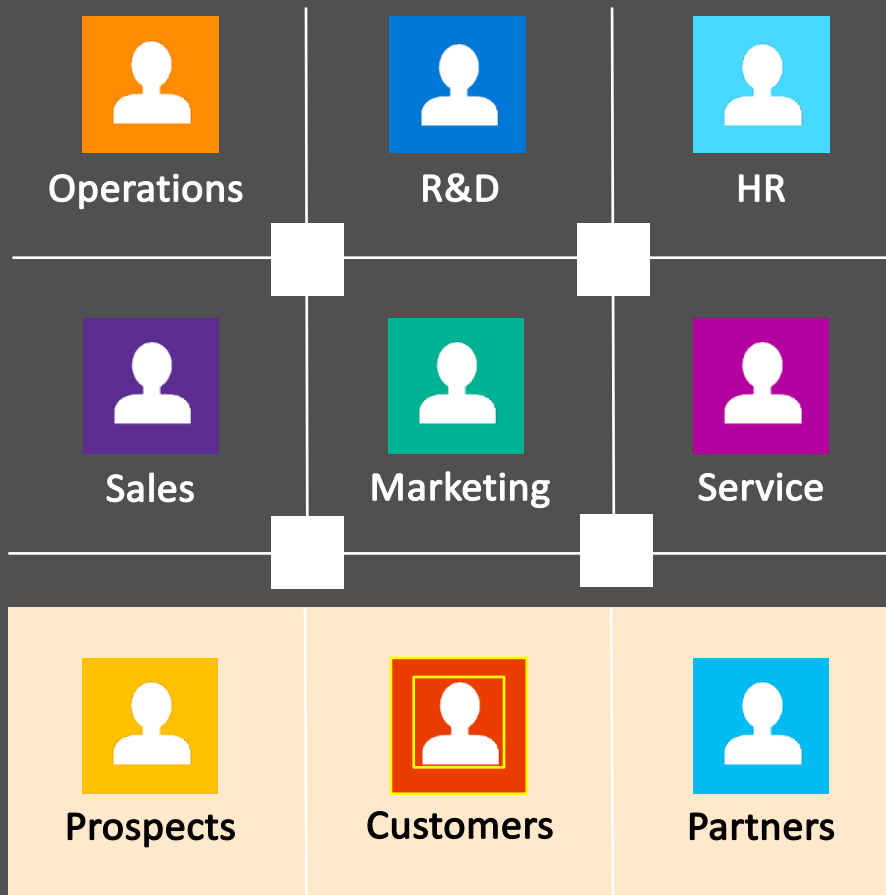 Operations
R&D
HR
Sales
Marketing
Service
Prospects
Customers
Partners